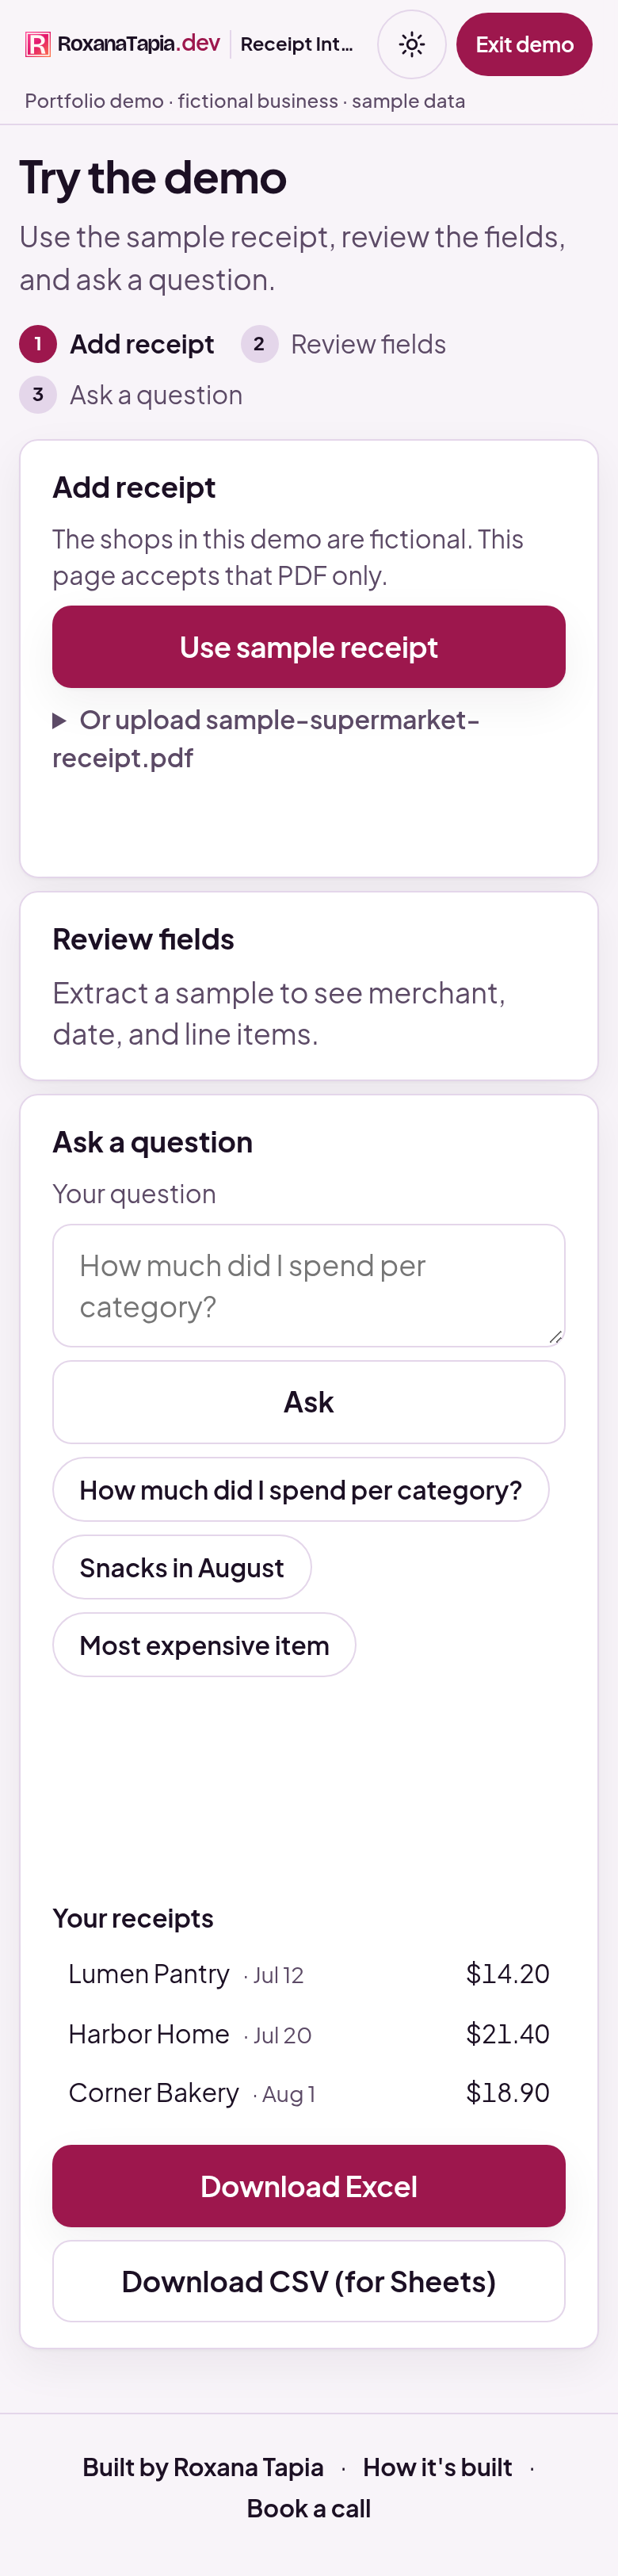 R RoxanaTapia.dev Receipt Int… Exit demo
Portfolio demo · fictional business · sample data
Try the demo
Use the sample receipt, review the fields,
and ask a question.
1 Add receipt 2 Review fields
3 Ask a question
Add receipt
The shops in this demo are fictional. This
page accepts that PDF only.
Use sample receipt
Or upload sample-supermarket-
receipt.pdf
Review fields
Extract a sample to see merchant,
date, and line items.
Ask a question
Your question
How much did I spend per
category?
Ask
How much did I spend per category?
Snacks in August
Most expensive item
Your receipts
Lumen Pantry · Jul 12 $14.20
Harbor Home · Jul 20 $21.40
Corner Bakery · Aug 1 $18.90
Download Excel
Download CSV (for Sheets)
Built by Roxana Tapia · How it's built ·
Book a call